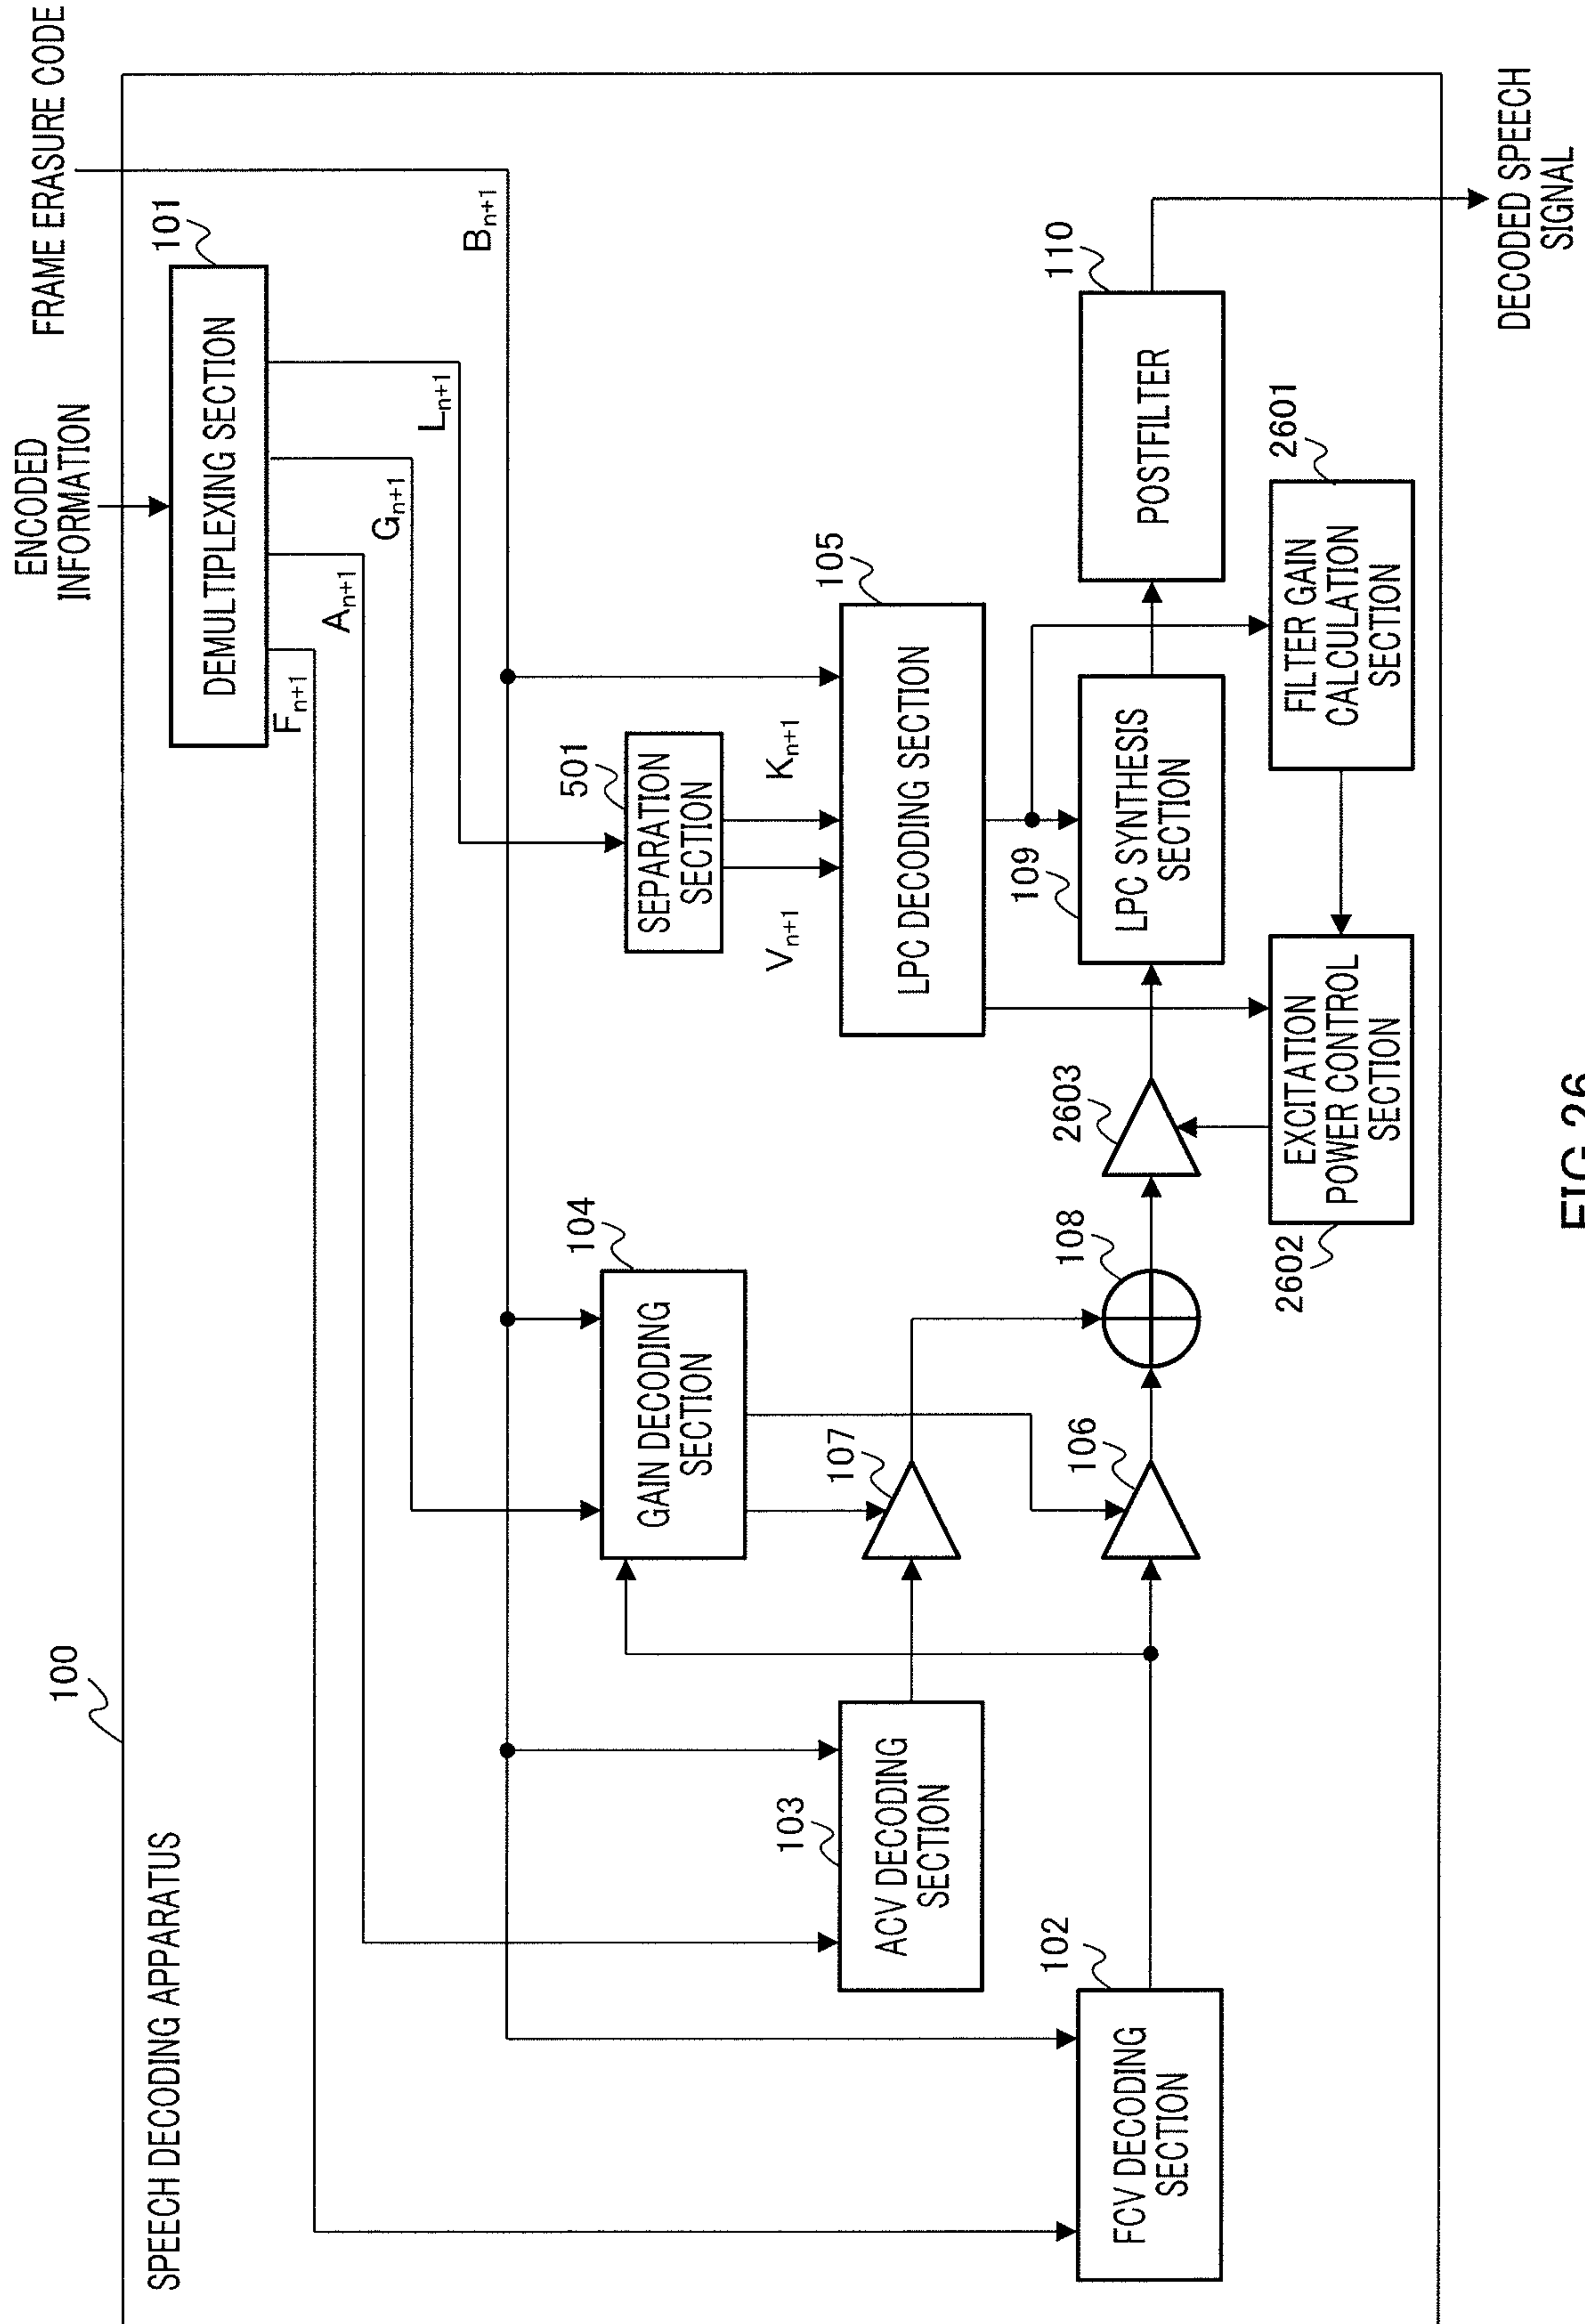 100
SPEECH DECODING APPARATUS
ENCODED
INFORMATION
FRAME ERASURE CODE
101
DEMULTIPLEXING SECTION
Fn+1
An+1
Gn+1
Ln+1
Bn+1
104
GAIN DECODING
SECTION
501
SEPARATION
SECTION
Vn+1
Kn+1
103
ACV DECODING
SECTION
107
105
LPC DECODING SECTION
102
FCV DECODING
SECTION
106
108
2603
109
LPC SYNTHESIS
SECTION
110
POSTFILTER
2602
EXCITATION
POWER CONTROL
SECTION
2601
FILTER GAIN
CALCULATION
SECTION
DECODED SPEECH
SIGNAL
FIG.26